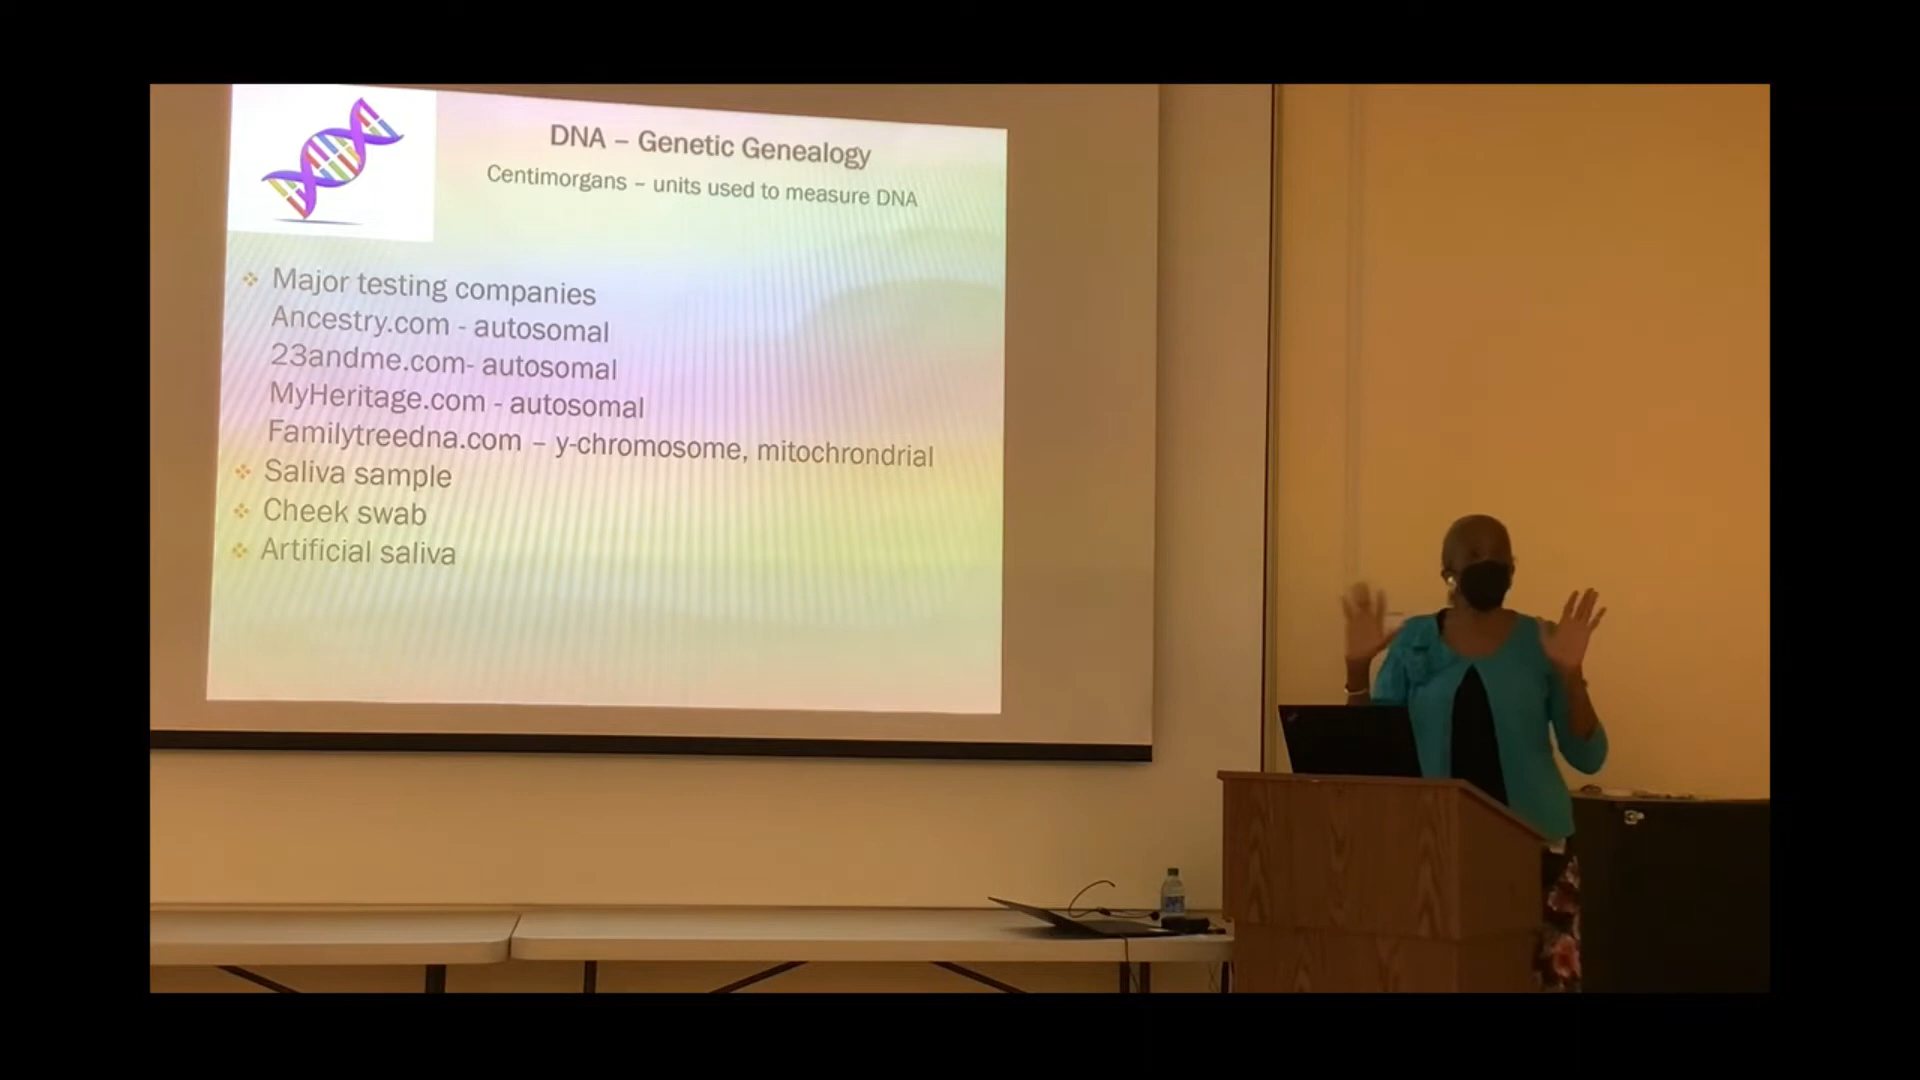 DNA – Genetic Genealogy
Centimorgans – units used to measure DNA
Major testing companies
Ancestry.com - autosomal
23andme.com- autosomal
MyHeritage.com - autosomal
Familytreedna.com – y-chromosome, mitochrondrial
Saliva sample
Cheek swab
Artificial saliva